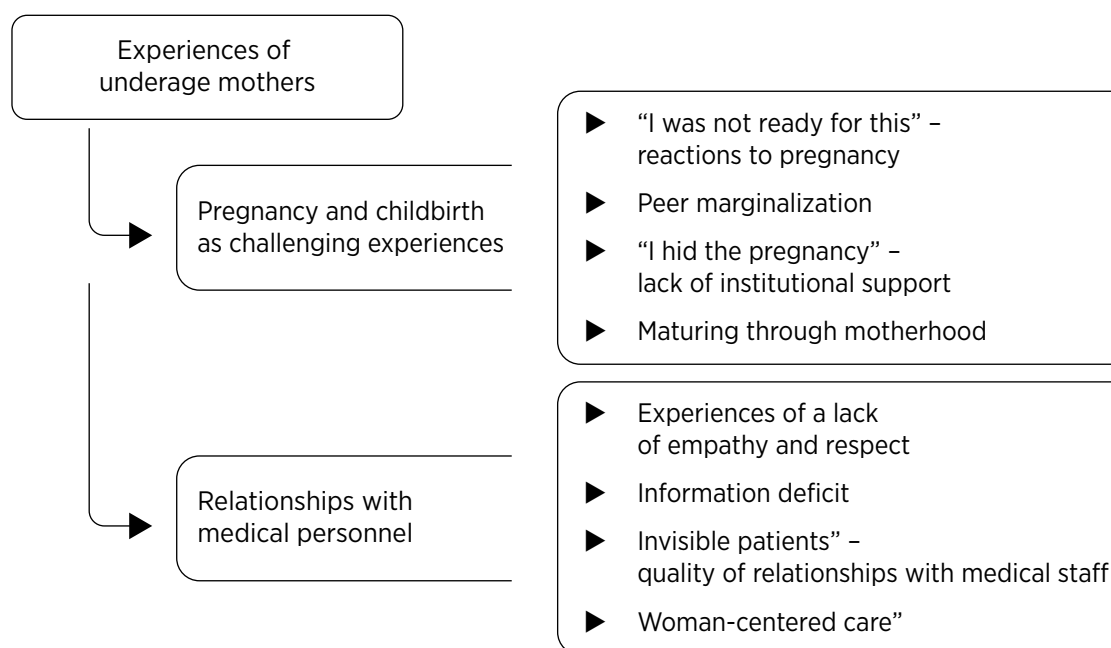 Experiences of
underage mothers
Pregnancy and childbirth
as challenging experiences
“I was not ready for this” –
reactions to pregnancy
Peer marginalization
“I hid the pregnancy” –
lack of institutional support
Maturing through motherhood
Relationships with
medical personnel
Experiences of a lack
of empathy and respect
Information deficit
Invisible patients” –
quality of relationships with medical staff
Woman-centered care”